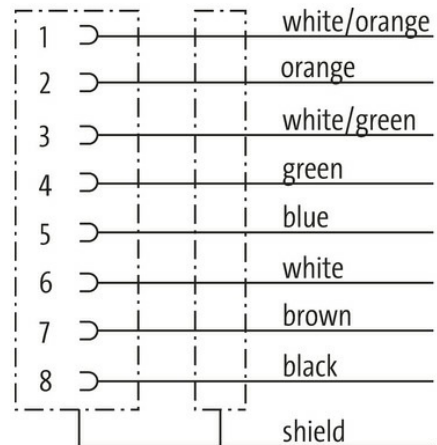 1 white/orange
2 orange
3 white/green
4 green
5 blue
6 white
7 brown
8 black
shield